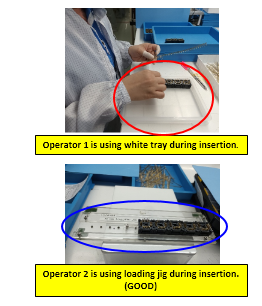 Operator 1 is using white tray during insertion.
Operator 2 is using loading jig during insertion.
(GOOD)